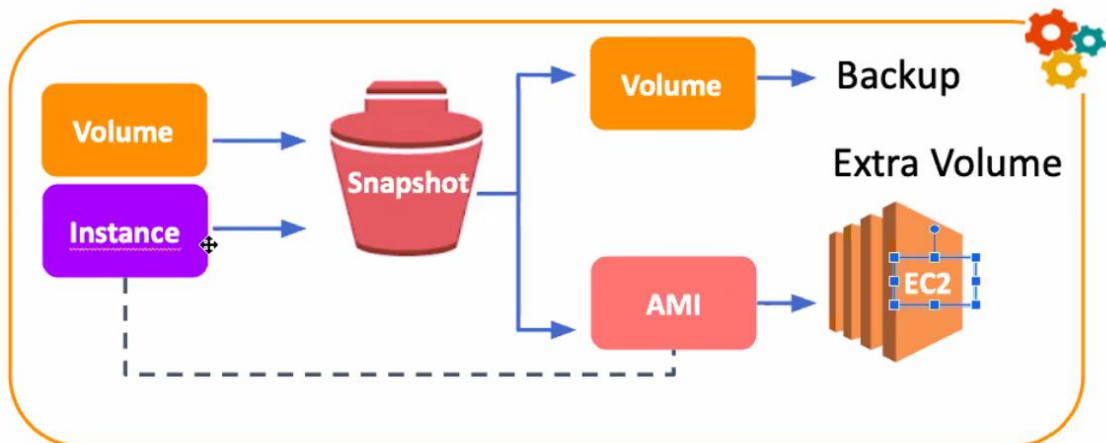 Volume
Instance
Snapshot
Volume
Backup
Extra Volume
AMI
EC2